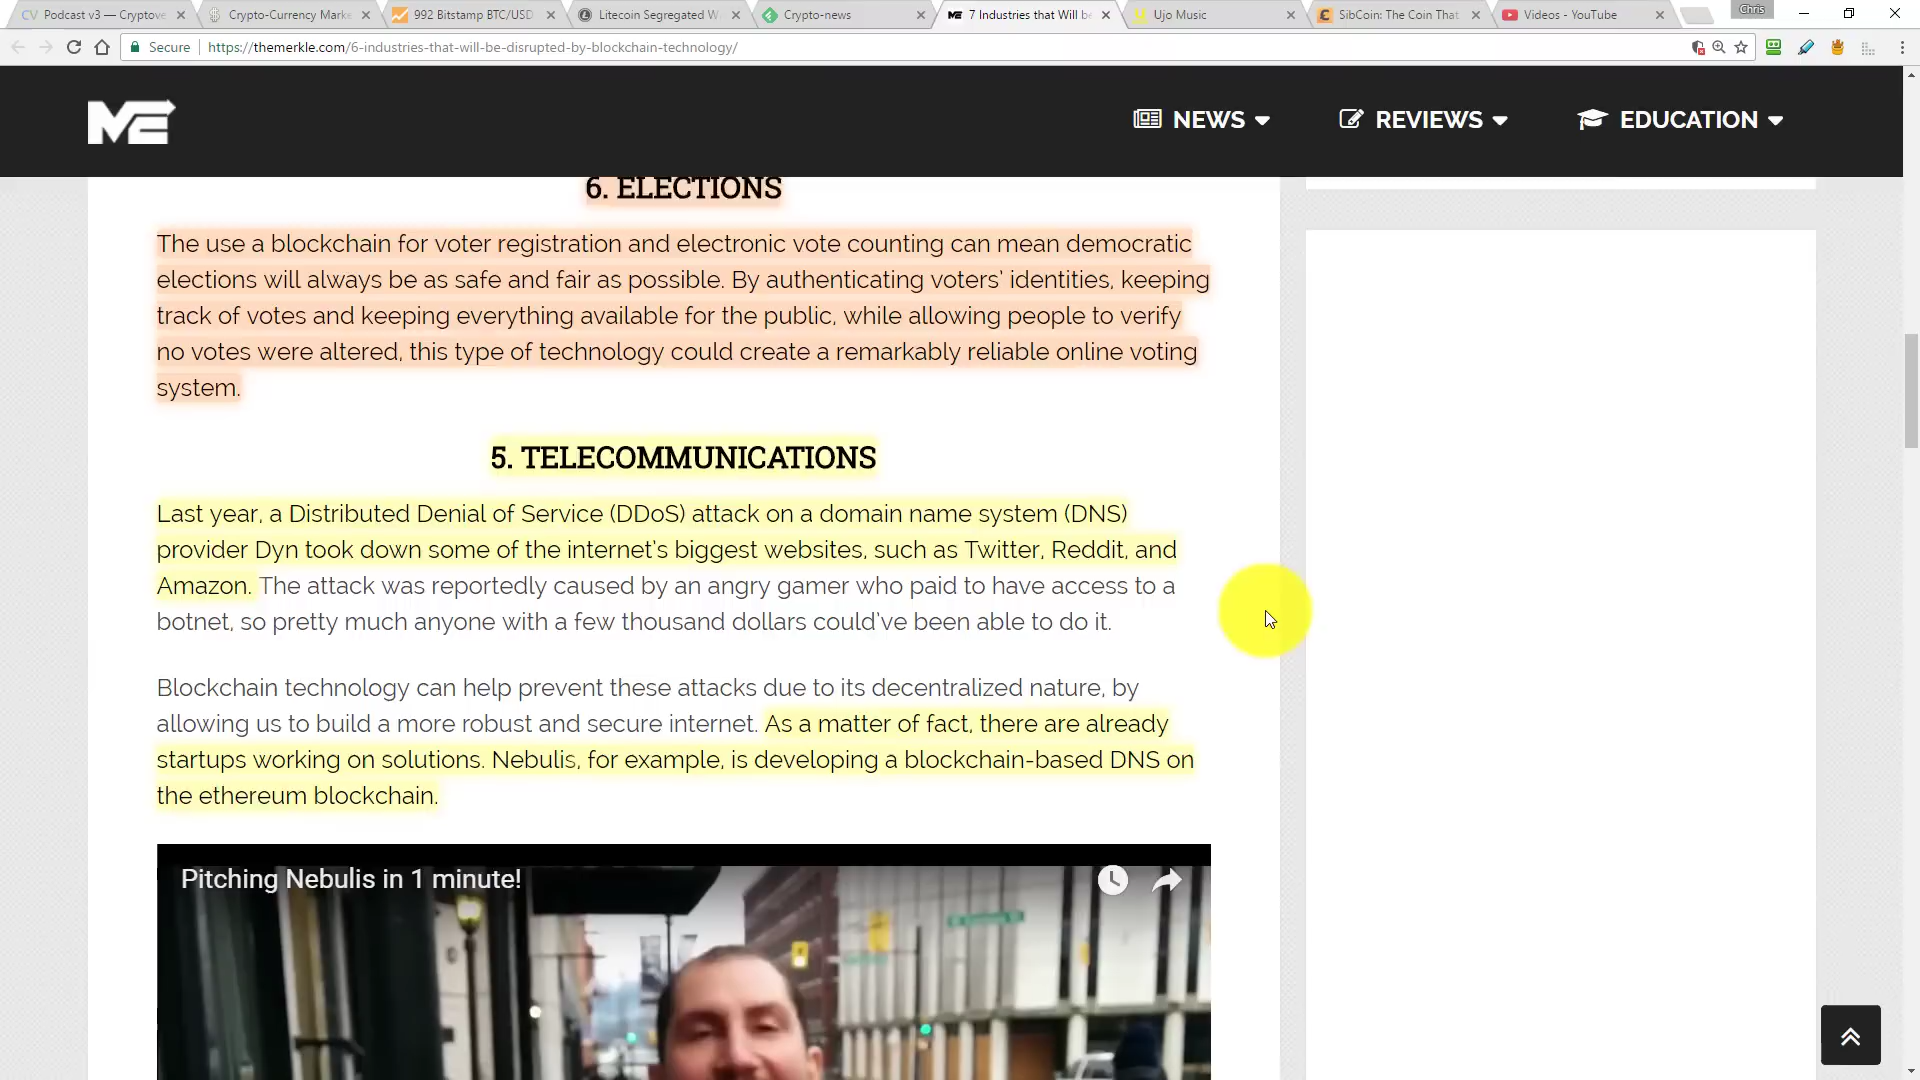 CV Podcast v3 — Cryptove
Crypto-Currency Marke
992 Bitstamp BTC/USD
Litecoin Segregated W
Crypto-news
ME 7 Industries that Will be
Ujo Music
SibCoin: The Coin That
Videos - YouTube
Chris
Secure
https://themerkle.com/6-industries-that-will-be-disrupted-by-blockchain-technology/
ME
NEWS
REVIEWS
EDUCATION
6. ELECTIONS
The use a blockchain for voter registration and electronic vote counting can mean democratic
elections will always be as safe and fair as possible. By authenticating voters’ identities, keeping
track of votes and keeping everything available for the public, while allowing people to verify
no votes were altered, this type of technology could create a remarkably reliable online voting
system.
5. TELECOMMUNICATIONS
Last year, a Distributed Denial of Service (DDoS) attack on a domain name system (DNS)
provider Dyn took down some of the internet’s biggest websites, such as Twitter, Reddit, and
Amazon. The attack was reportedly caused by an angry gamer who paid to have access to a
botnet, so pretty much anyone with a few thousand dollars could’ve been able to do it.
Blockchain technology can help prevent these attacks due to its decentralized nature, by
allowing us to build a more robust and secure internet. As a matter of fact, there are already
startups working on solutions. Nebulis, for example, is developing a blockchain-based DNS on
the ethereum blockchain.
Pitching Nebulis in 1 minute!